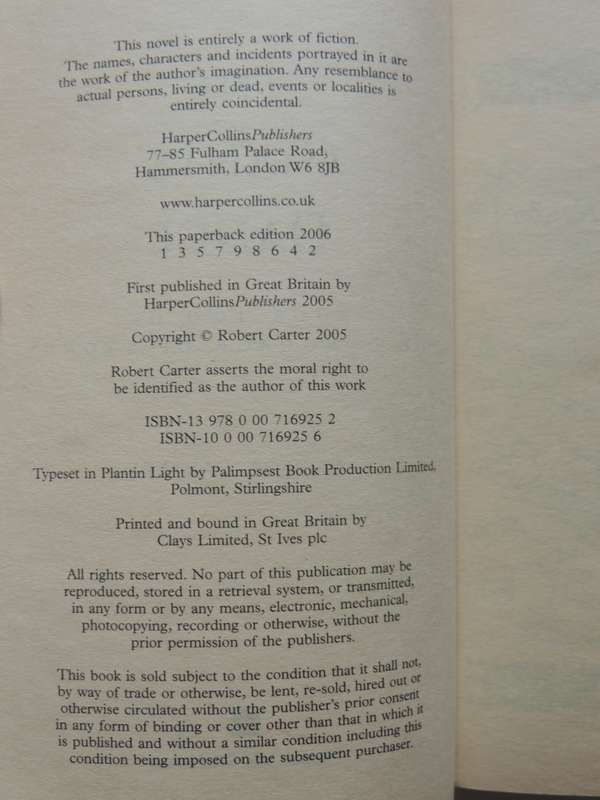 This novel is entirely a work of fiction.
The names, characters and incidents portrayed in it are
the work of the author's imagination. Any resemblance to
actual persons, living or dead, events or localities is
entirely coincidental.
HarperCollinsPublishers
77–85 Fulham Palace Road,
Hammersmith, London W6 8JB
www.harpercollins.co.uk
This paperback edition 2006
1 3 5 7 9 8 6 4 2
First published in Great Britain by
HarperCollinsPublishers 2005
Copyright © Robert Carter 2005
Robert Carter asserts the moral right to
be identified as the author of this work
ISBN-13 978 0 00 716925 2
ISBN-10 0 00 716925 6
Typeset in Plantin Light by Palimpsest Book Production Limited,
Polmont, Stirlingshire
Printed and bound in Great Britain by
Clays Limited, St Ives plc
All rights reserved. No part of this publication may be
reproduced, stored in a retrieval system, or transmitted,
in any form or by any means, electronic, mechanical,
photocopying, recording or otherwise, without the
prior permission of the publishers.
This book is sold subject to the condition that it shall not,
by way of trade or otherwise, be lent, re-sold, hired out or
otherwise circulated without the publisher's prior consent
in any form of binding or cover other than that in which it
is published and without a similar condition including this
condition being imposed on the subsequent purchaser.